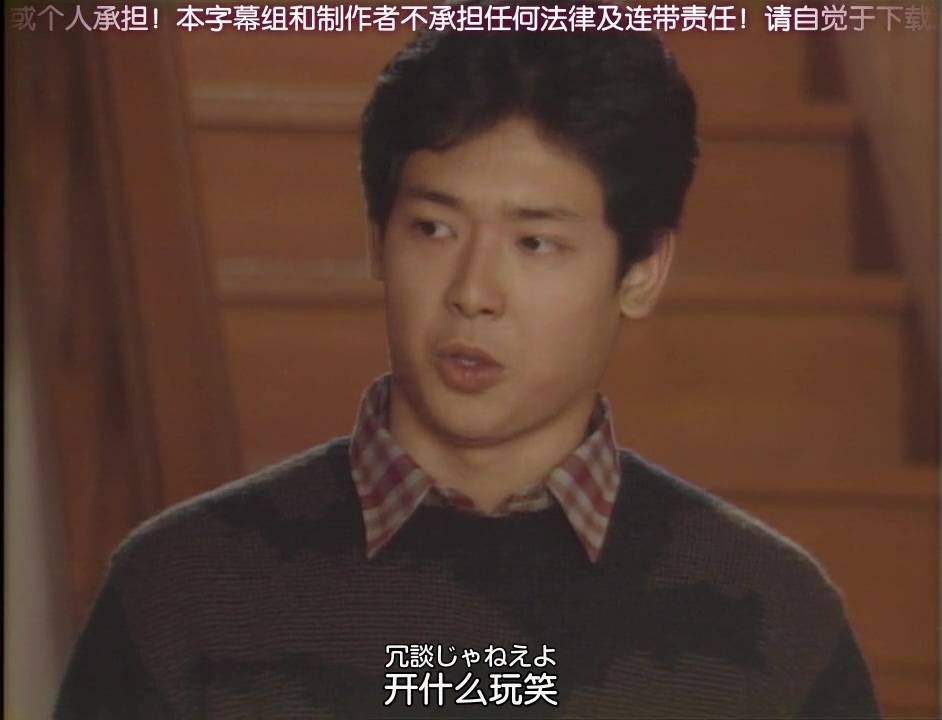 或个人承担！本字幕组和制作者不承担任何法律及连带责任！请自觉于下载
冗談じゃねえよ
开什么玩笑